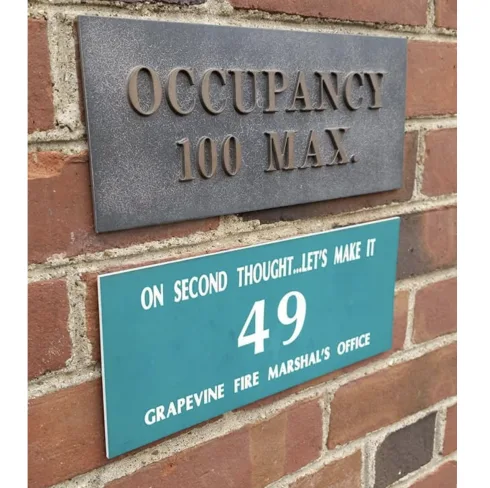 OCCUPANCY
100 MAX.
ON SECOND THOUGHT...LET'S MAKE IT
49
GRAPEVINE FIRE MARSHAL'S OFFICE